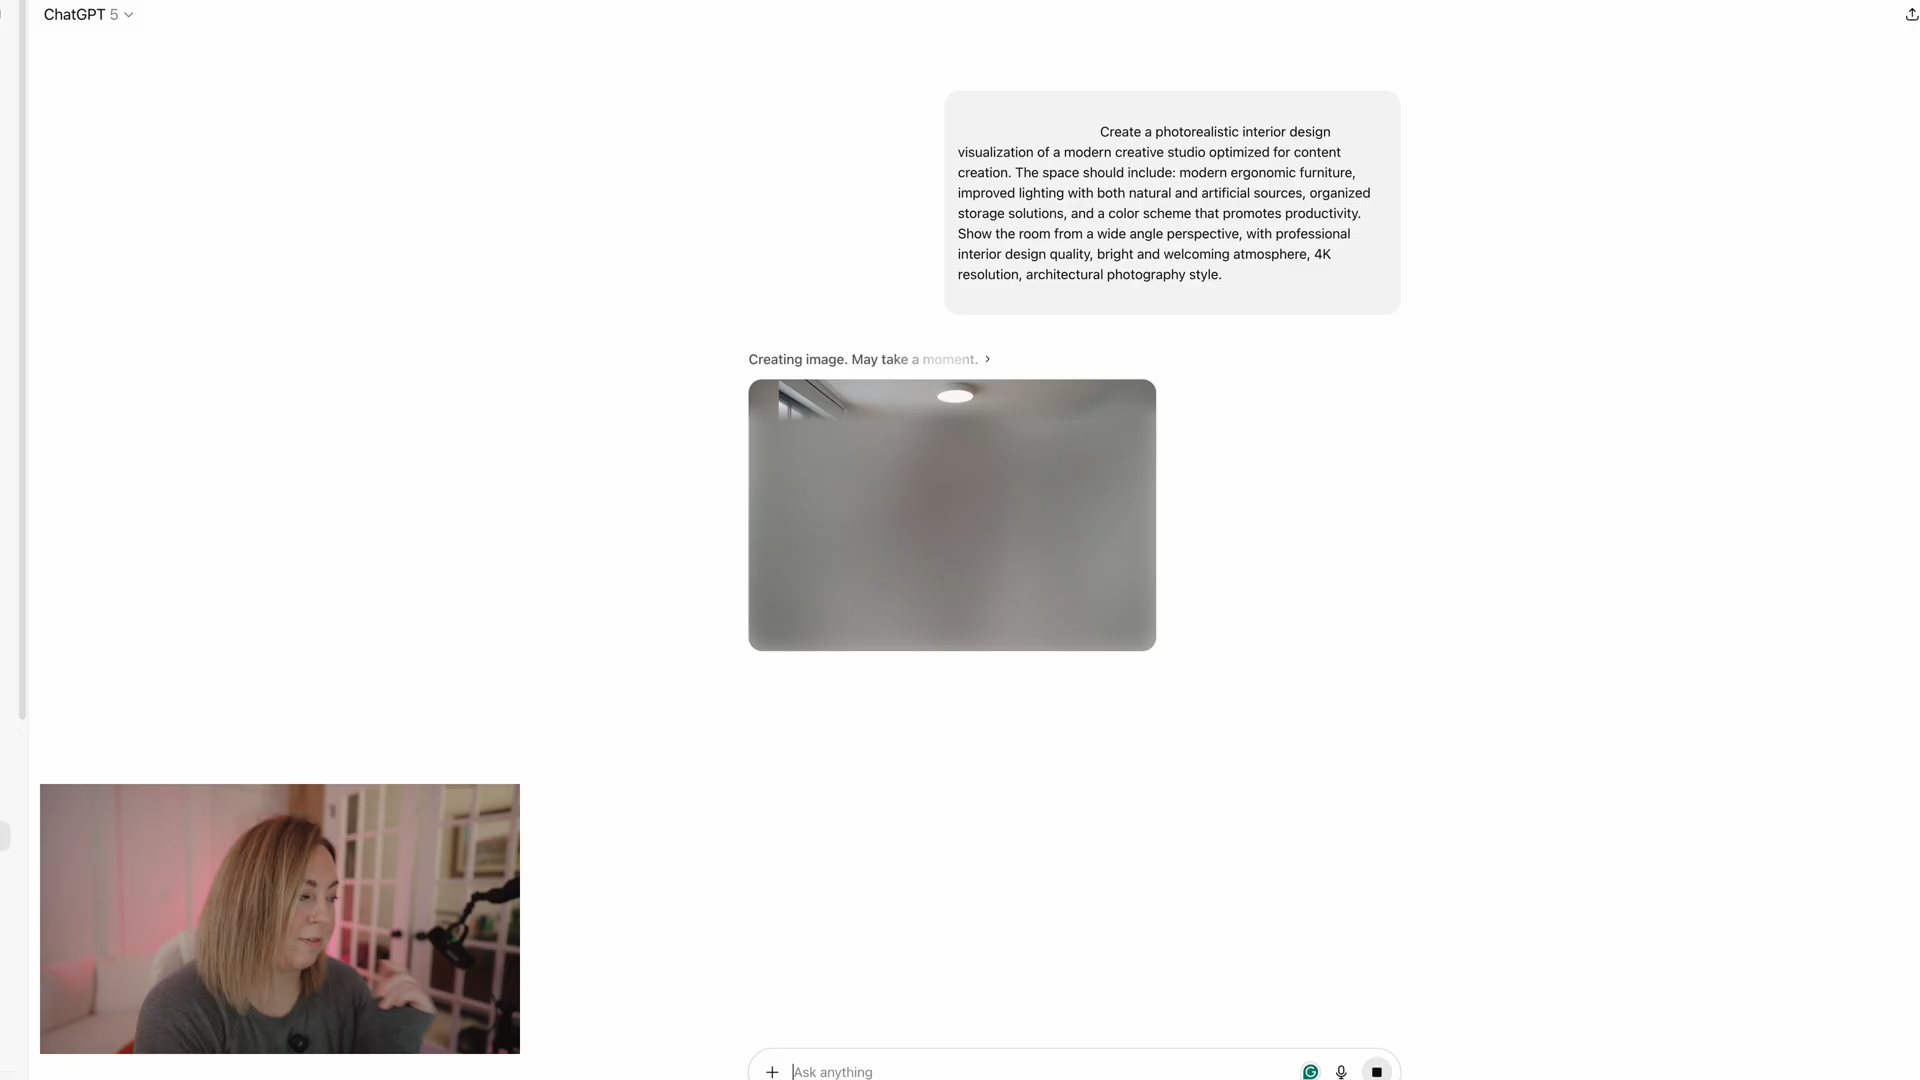 ChatGPT 5
Create a photorealistic interior design
visualization of a modern creative studio optimized for content
creation. The space should include: modern ergonomic furniture,
improved lighting with both natural and artificial sources, organized
storage solutions, and a color scheme that promotes productivity.
Show the room from a wide angle perspective, with professional
interior design quality, bright and welcoming atmosphere, 4K
resolution, architectural photography style.
Creating image. May take a moment.
Ask anything